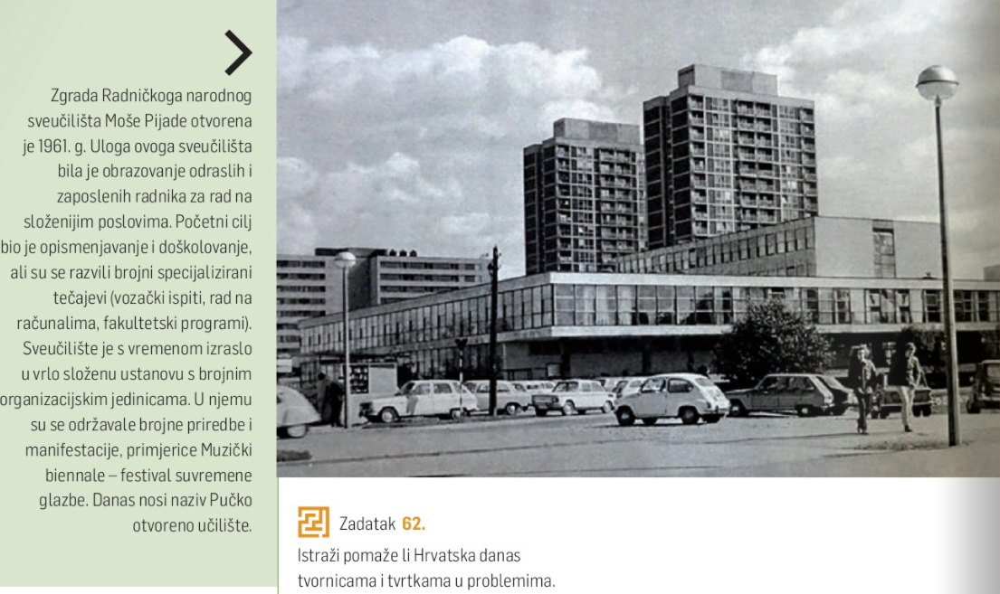 Zgrada Radničkoga narodnog
sveučilišta Moše Pijade otvorena
je 1961. g. Uloga ovoga sveučilišta
bila je obrazovanje odraslih i
zaposlenih radnika za rad na
složenijim poslovima. Početni cilj
bio je opismenjavanje i doškolovanje,
ali su se razvili brojni specijalizirani
tečajevi (vozački ispiti, rad na
računalima, fakultetski programi).
Sveučilište je s vremenom izraslo
u vrlo složenu ustanovu s brojnim
organizacijskim jedinicama. U njemu
su se održavale brojne priredbe i
manifestacije, primjerice Muzički
biennale – festival suvremene
glazbe. Danas nosi naziv Pučko
otvoreno učilište.
Zadatak 62.
Istraži pomaže li Hrvatska danas
tvornicama i tvrtkama u problemima.